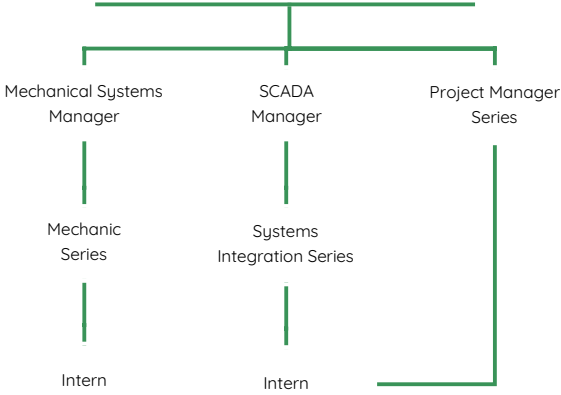 Mechanical Systems
Manager
SCADA
Manager
Project Manager
Series
Mechanic
Series
Systems
Integration Series
Intern
Intern